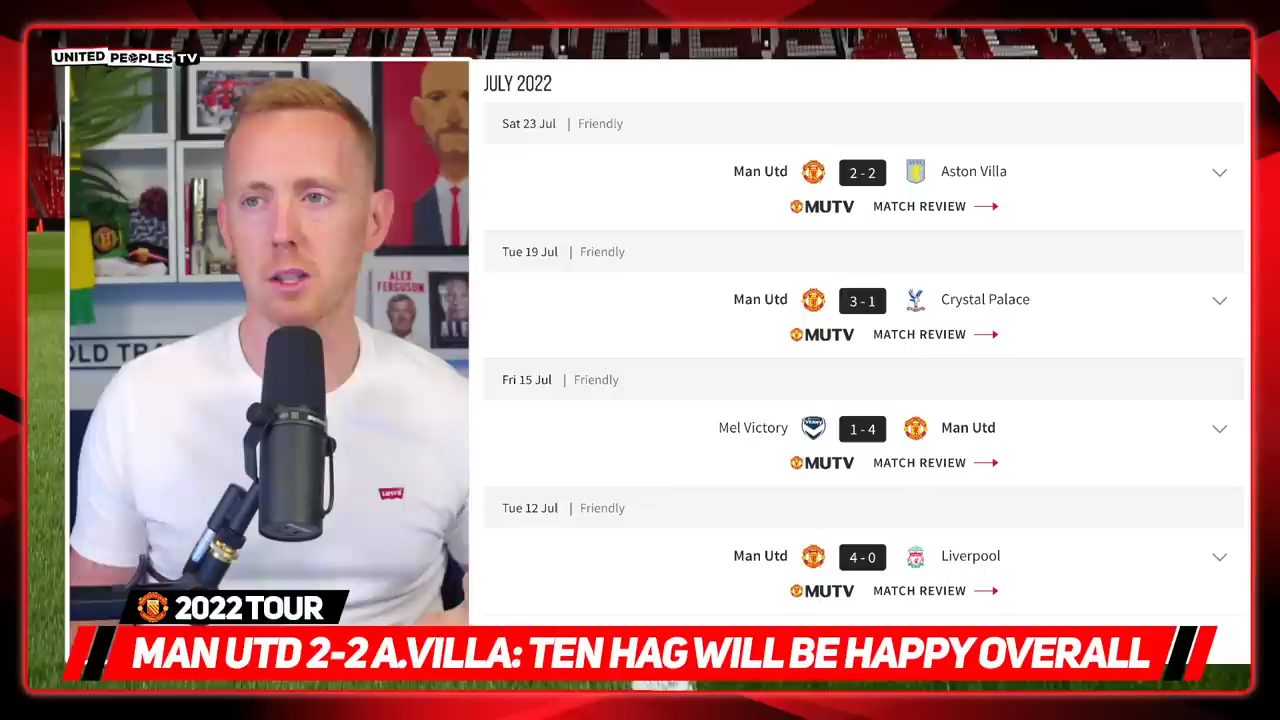 UNITED PEOPLES TV
JULY 2022
Sat 23 Jul | Friendly
Man Utd 2 - 2 Aston Villa
MUTV MATCH REVIEW
Tue 19 Jul | Friendly
Man Utd 3 - 1 Crystal Palace
MUTV MATCH REVIEW
Fri 15 Jul | Friendly
Mel Victory 1 - 4 Man Utd
MUTV MATCH REVIEW
Tue 12 Jul | Friendly
Man Utd 4 - 0 Liverpool
MUTV MATCH REVIEW
ALEX
FERGUSON
OLD TRA
Levi's
2022 TOUR
MAN UTD 2-2 A.VILLA: TEN HAG WILL BE HAPPY OVERALL